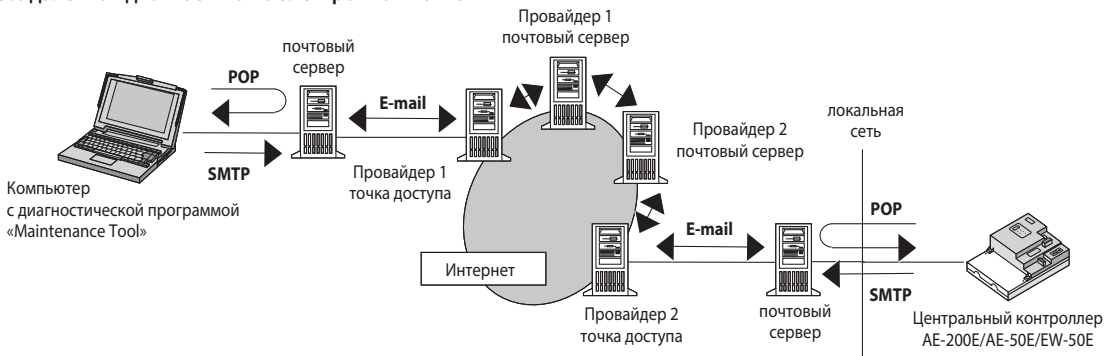 Провайдер 1
почтовый сервер
почтовый
сервер
POP
E-mail
SMTP
Провайдер 1
точка доступа
Компьютер
с диагностической программой
«Maintenance Tool»
Провайдер 2
почтовый сервер
локальная
сеть
Интернет
E-mail
POP
SMTP
Провайдер 2
точка доступа
почтовый
сервер
Центральный контроллер
AE-200E/AE-50E/EW-50E